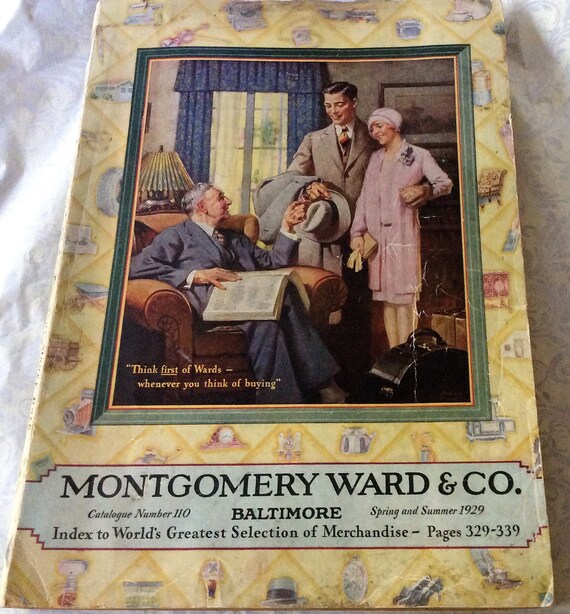 "Think first of Wards –
whenever you think of buying"
MONTGOMERY WARD & CO.
Catalogue Number 110 BALTIMORE Spring and Summer 1929
Index to World's Greatest Selection of Merchandise – Pages 329-339